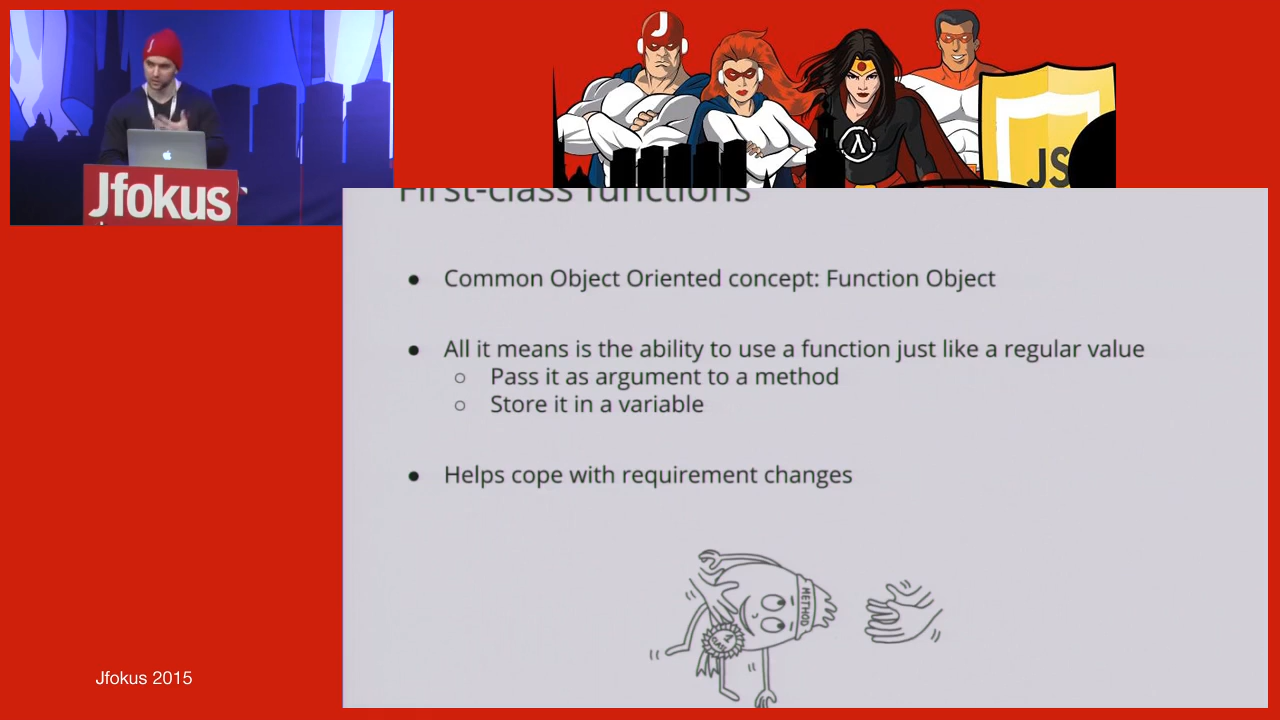 J
Jfokus
J
λ
JS
First-class functions
● Common Object Oriented concept: Function Object
● All it means is the ability to use a function just like a regular value
○ Pass it as argument to a method
○ Store it in a variable
● Helps cope with requirement changes
METHOD
Jfokus 2015